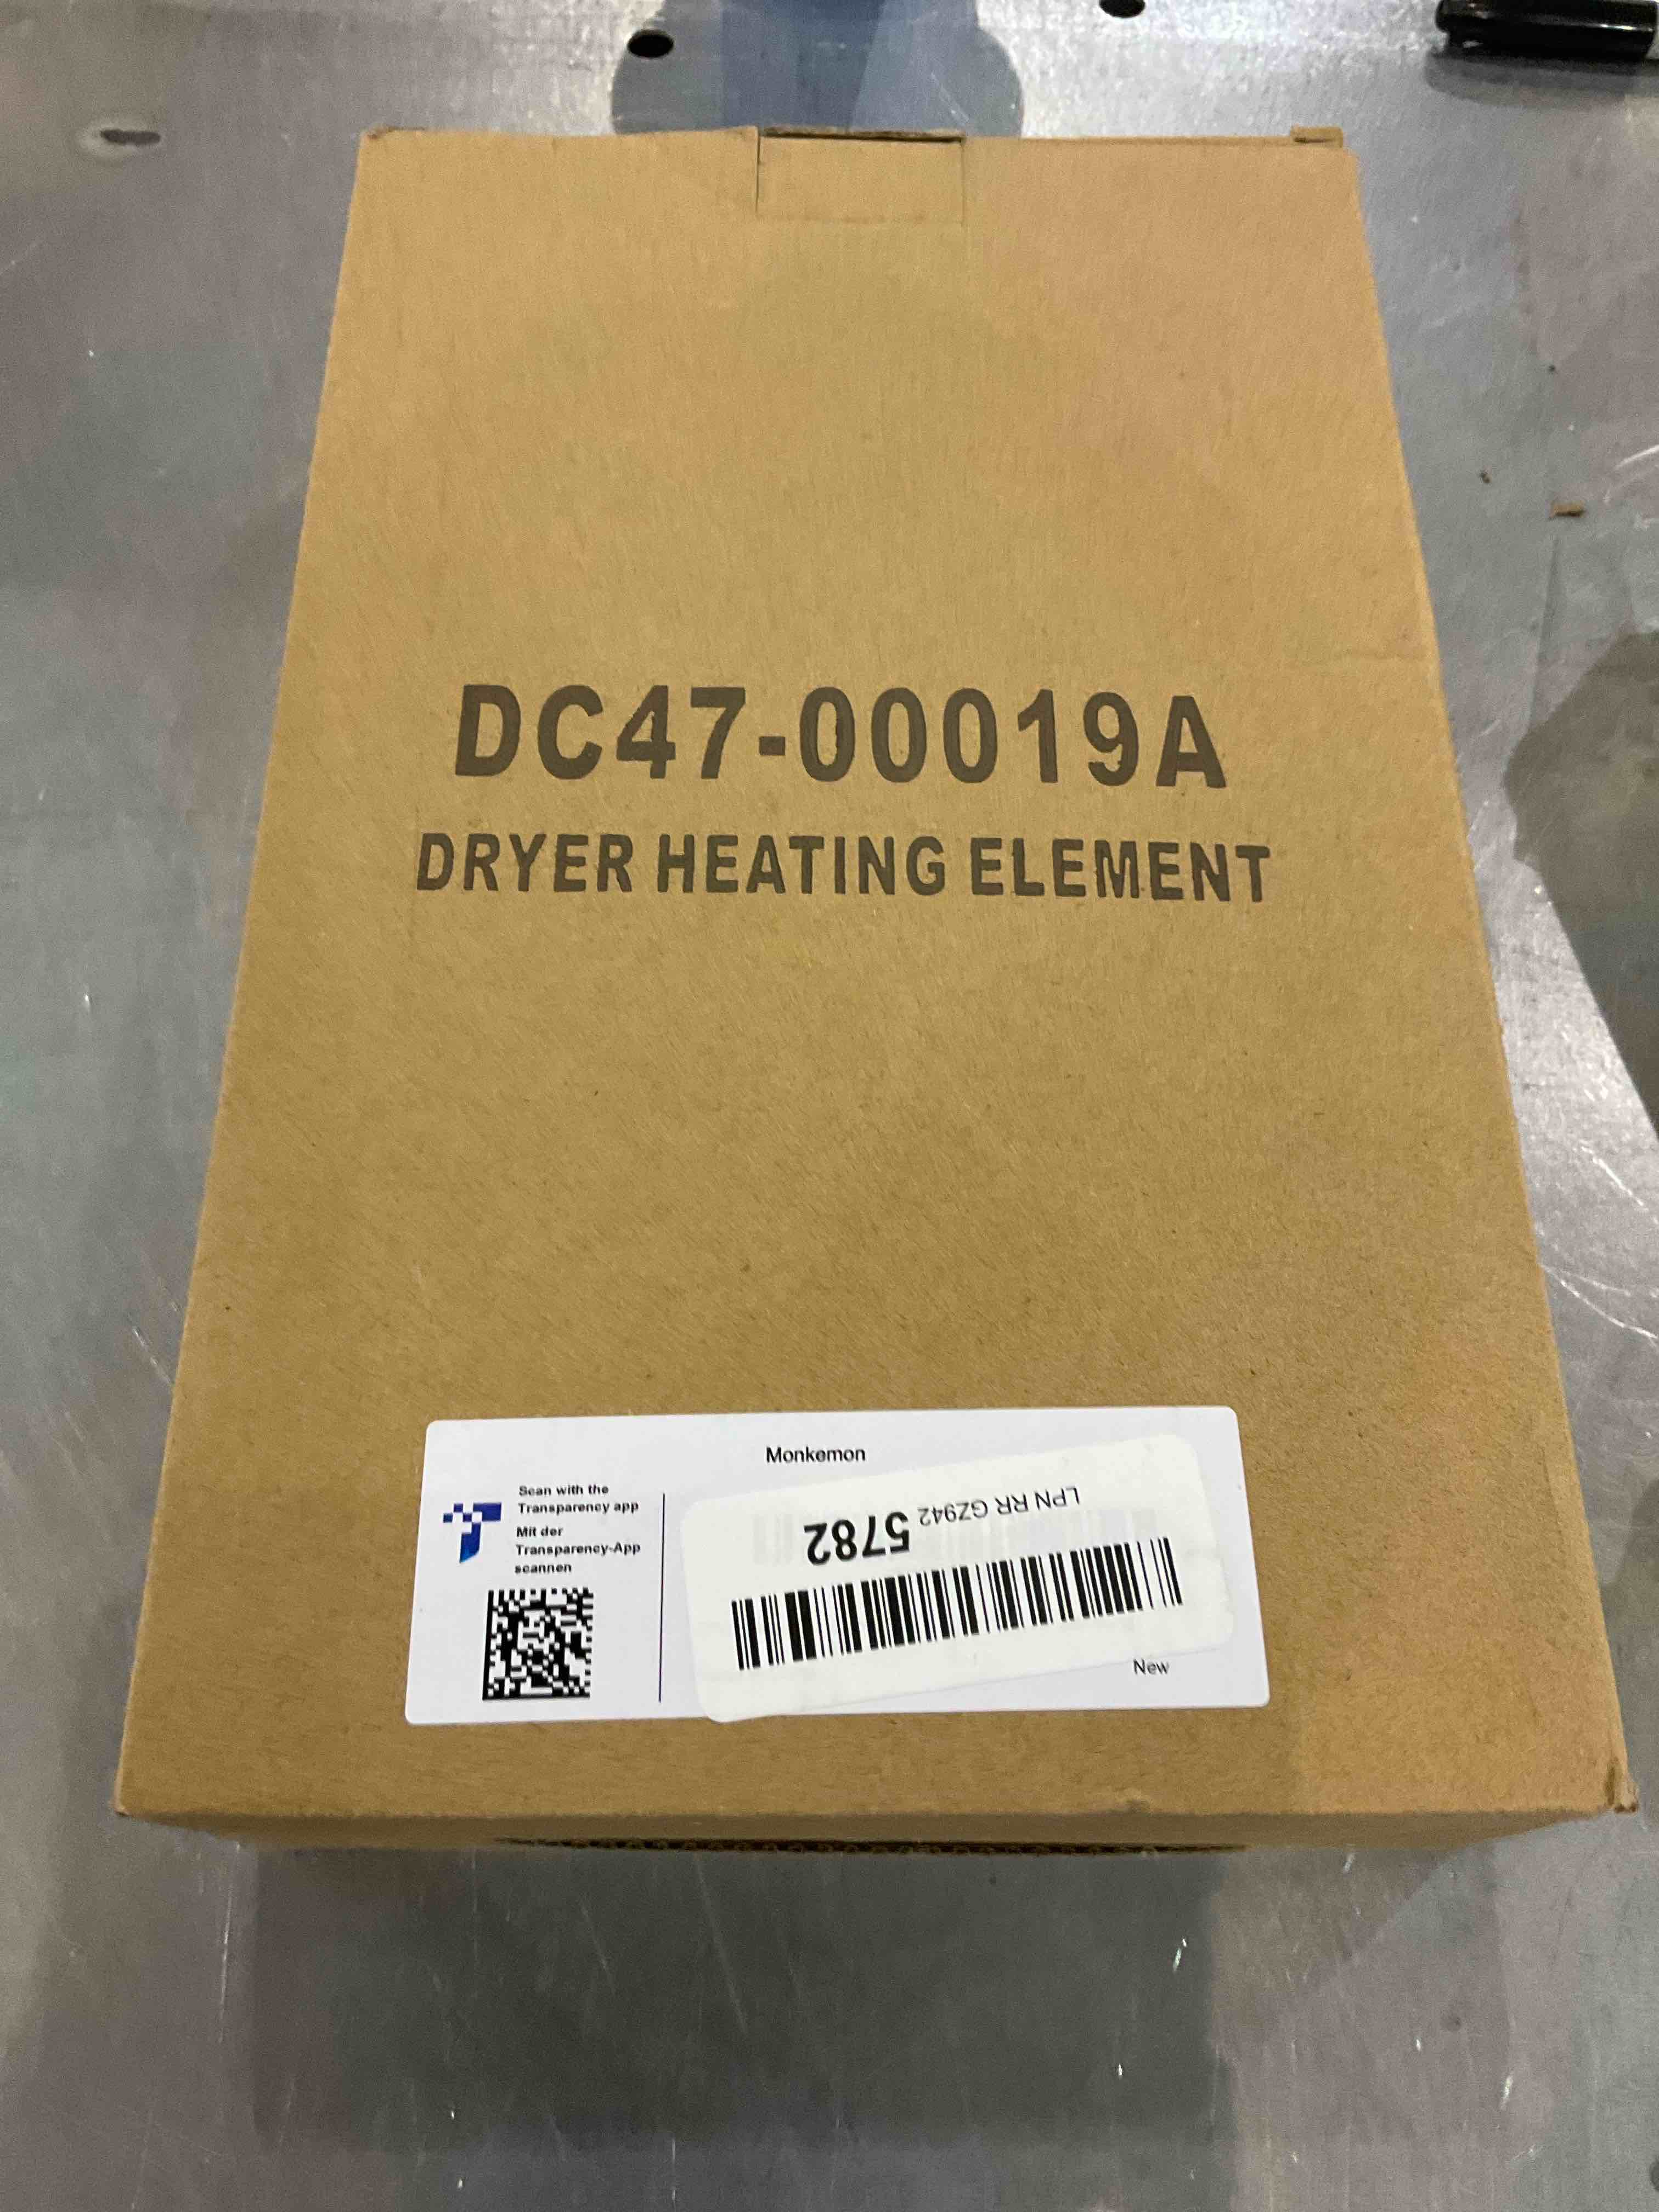 DC47-00019A
DRYER HEATING ELEMENT
Monkemon
Scan with the
Transparency app
Mit der
Transparency-App
scannen
LPN RR GZ942 5782
New